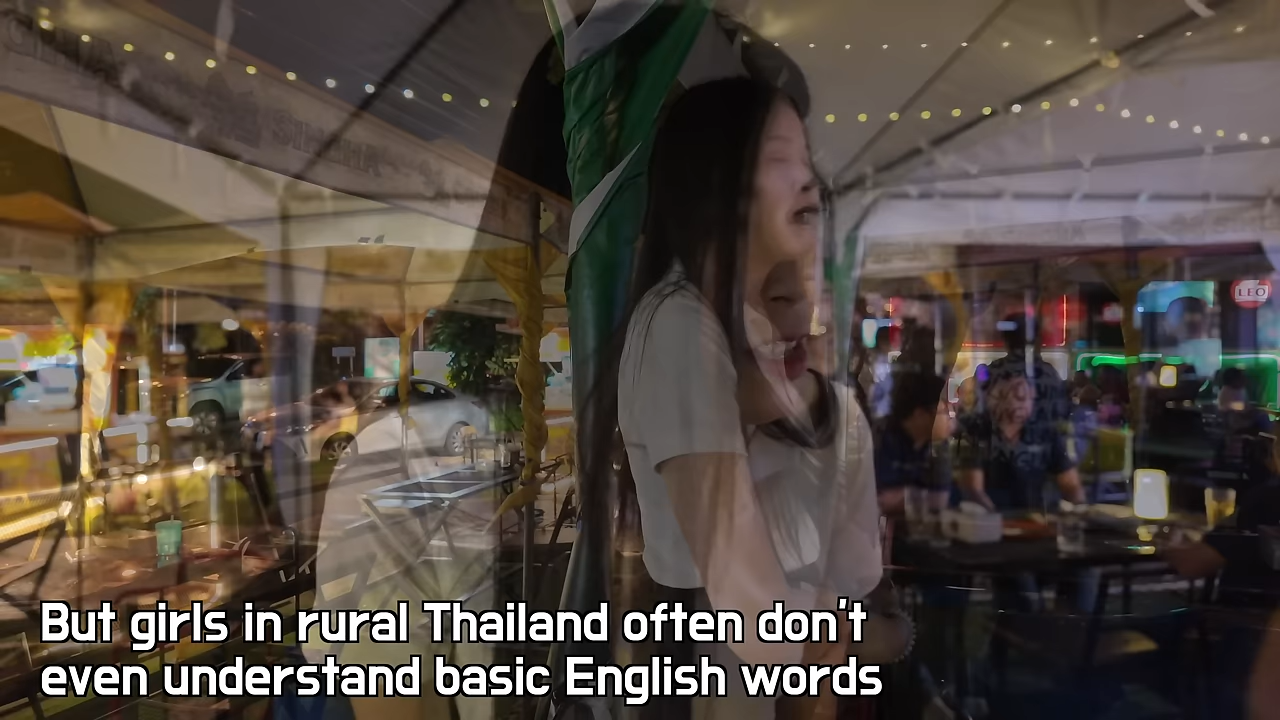 LEO
But girls in rural Thailand often don't
even understand basic English words